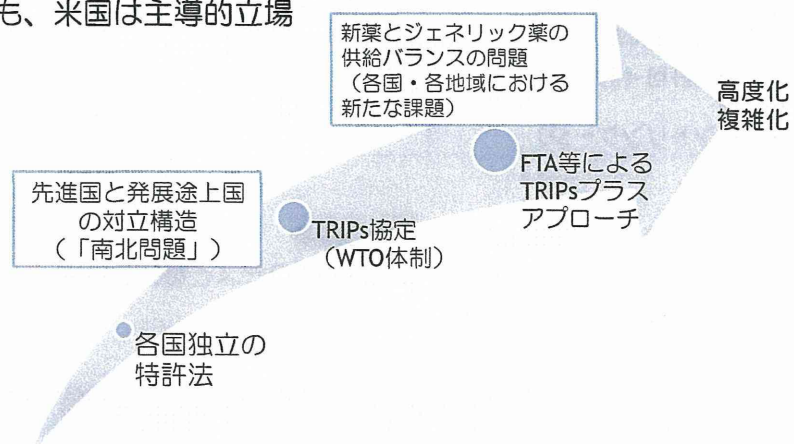 も、米国は主導的立場
新薬とジェネリック薬の
供給バランスの問題
（各国・各地域における
新たな課題）
高度化
複雑化
FTA等による
TRIPsプラス
アプローチ
先進国と発展途上国
の対立構造
（「南北問題」）
TRIPs協定
（WTO体制）
各国独立の
特許法